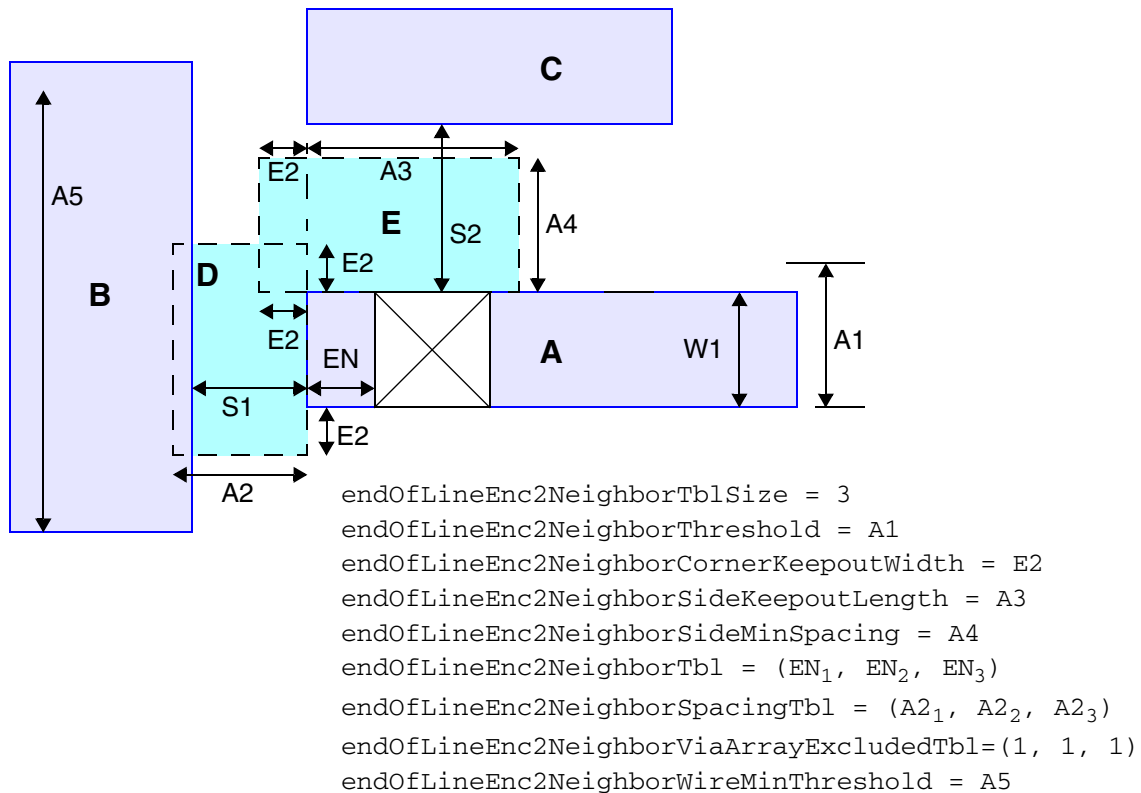 C
E2
A3
A5
E
S2
A4
D
E2
B
E2
EN
A
W1
A1
S1
E2
A2
endOfLineEnc2NeighborTblSize = 3
endOfLineEnc2NeighborThreshold = A1
endOfLineEnc2NeighborCornerKeepoutWidth = E2
endOfLineEnc2NeighborSideKeepoutLength = A3
endOfLineEnc2NeighborSideMinSpacing = A4
endOfLineEnc2NeighborTbl = (EN1, EN2, EN3)
endOfLineEnc2NeighborSpacingTbl = (A21, A22, A23)
endOfLineEnc2NeighborViaArrayExcludedTbl=(1, 1, 1)
endOfLineEnc2NeighborWireMinThreshold = A5